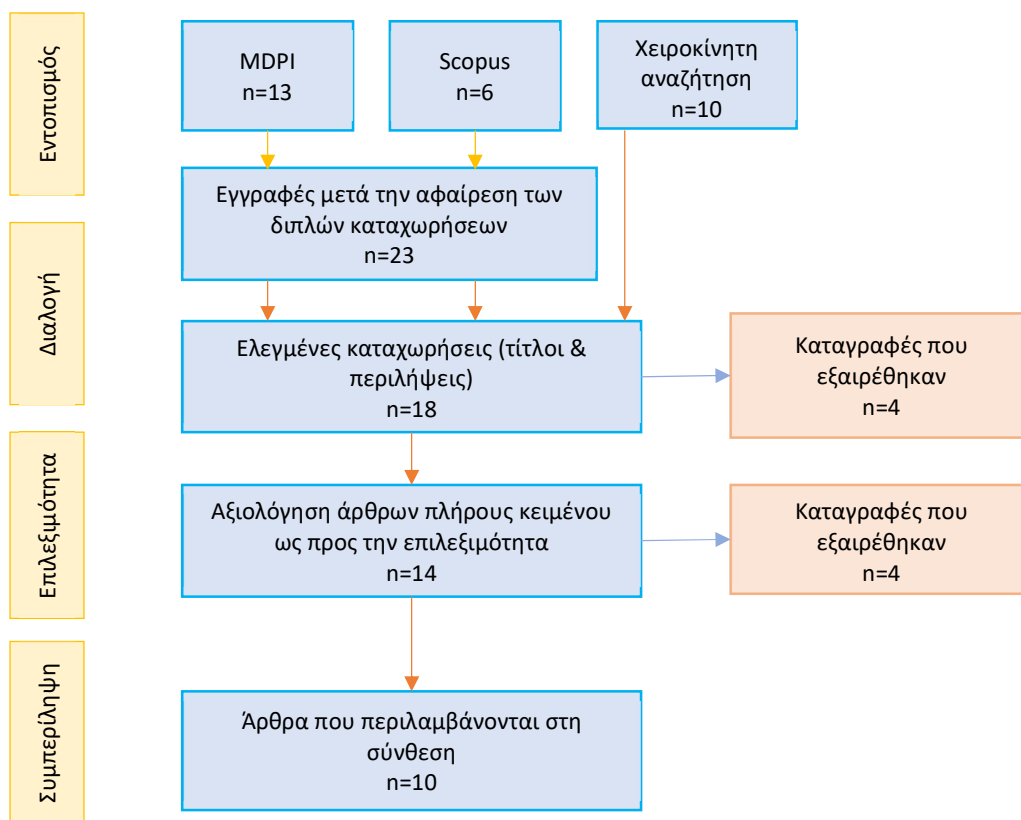 Εντοπισμός
MDPI
n=13
Scopus
n=6
Χειροκίνητη
αναζήτηση
n=10
Εγγραφές μετά την αφαίρεση των
διπλών καταχωρήσεων
n=23
Διαλογή
Ελεγμένες καταχωρήσεις (τίτλοι &
περιλήψεις)
n=18
Καταγραφές που
εξαιρέθηκαν
n=4
Επιλεξιμότητα
Αξιολόγηση άρθρων πλήρους κειμένου
ως προς την επιλεξιμότητα
n=14
Καταγραφές που
εξαιρέθηκαν
n=4
Συμπερίληψη
Άρθρα που περιλαμβάνονται στη
σύνθεση
n=10